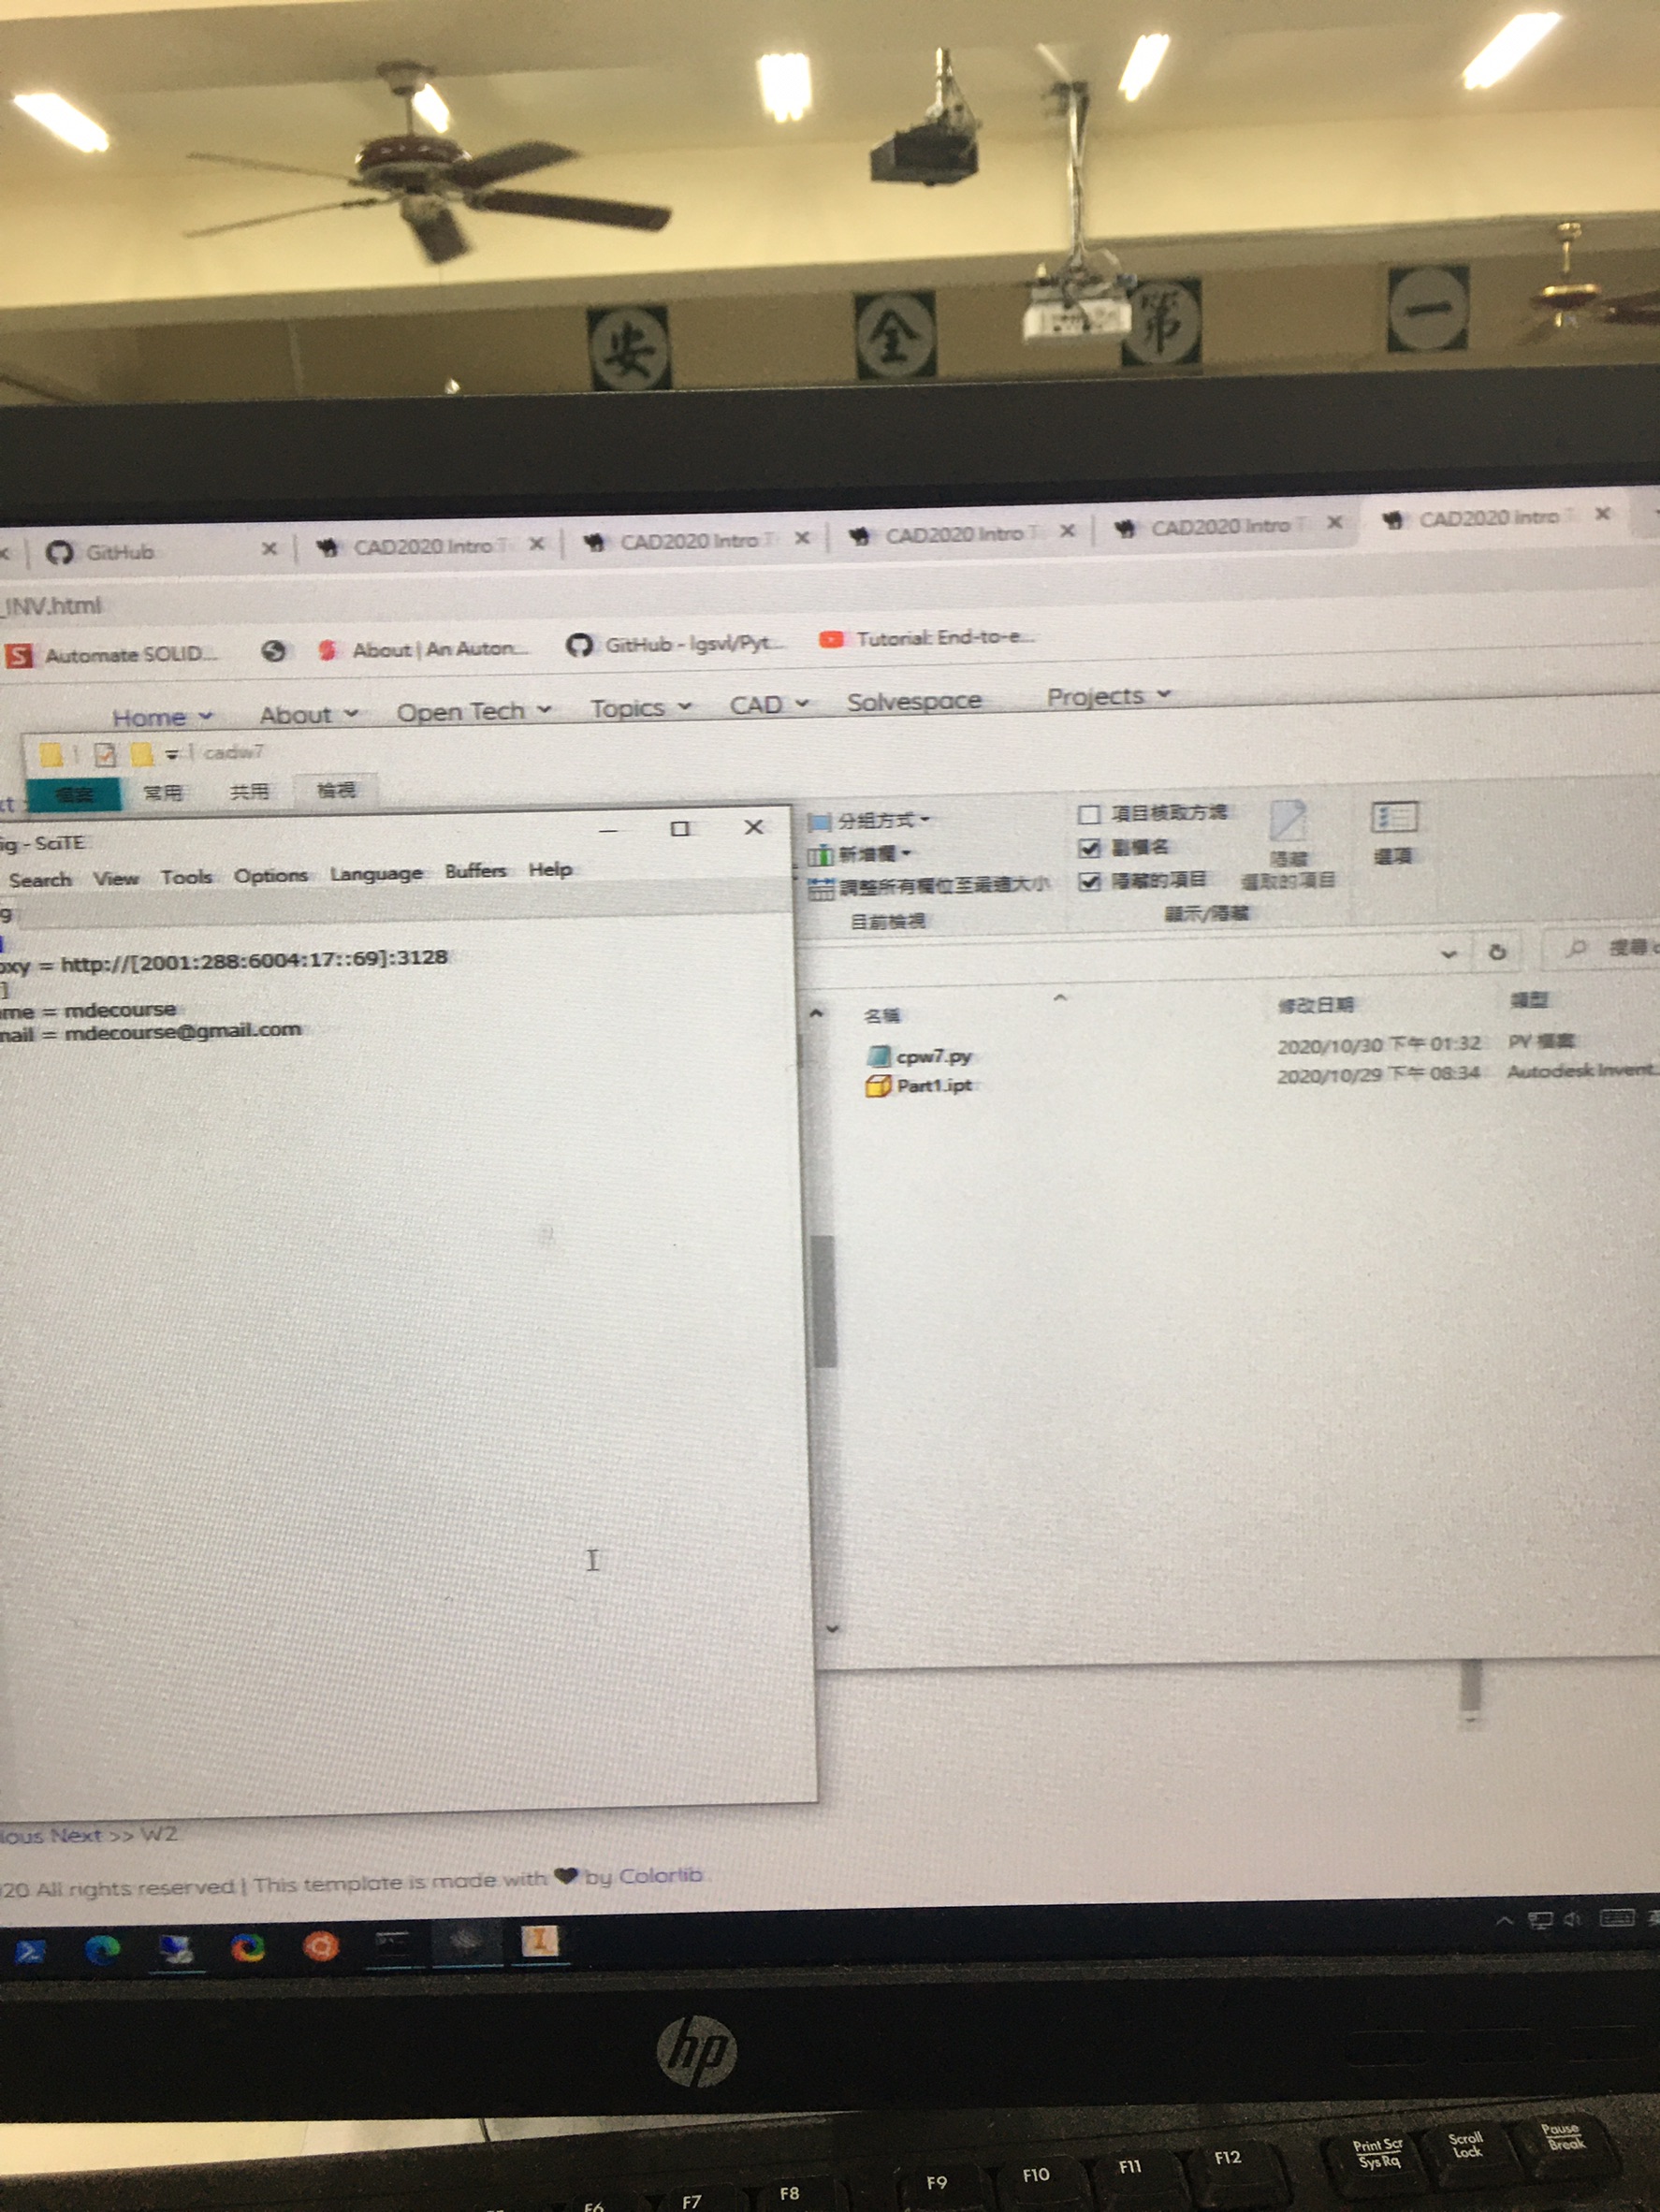 安 全 第 一
GitHub
CAD2020 Intro T
CAD2020 Intro T
CAD2020 Intro T
CAD2020 Intro T
CAD2020 Intro T
_INV.html
Automate SOLID...
About | An Auton...
GitHub - lgsvl/Pyt...
Tutorial: End-to-e...
Home About Open Tech Topics CAD Solvespace Projects
cadw7
檔案 常用 共用 檢視
ig - SciTE
Search View Tools Options Language Buffers Help
oxy = http://[2001:288:6004:17::69]:3128
]
me = mdecourse
nail = mdecourse@gmail.com
分組方式
新增欄
調整所有欄位至最適大小
目前檢視
項目核取方塊
副檔名
隱藏的項目
隱藏
選取的項目
顯示/隱藏
選項
搜尋
名稱 修改日期 類型
cpw7.py 2020/10/30 下午 01:32 PY 檔案
Part1.ipt 2020/10/29 下午 08:34 Autodesk Invent...
ious Next >> W2
20 All rights reserved | This template is made with ♥ by Colorlib
hp
F6 F7 F8 F9 F10 F11 F12
Print Scr
Sys Rq
Scroll
Lock
Pause
Break